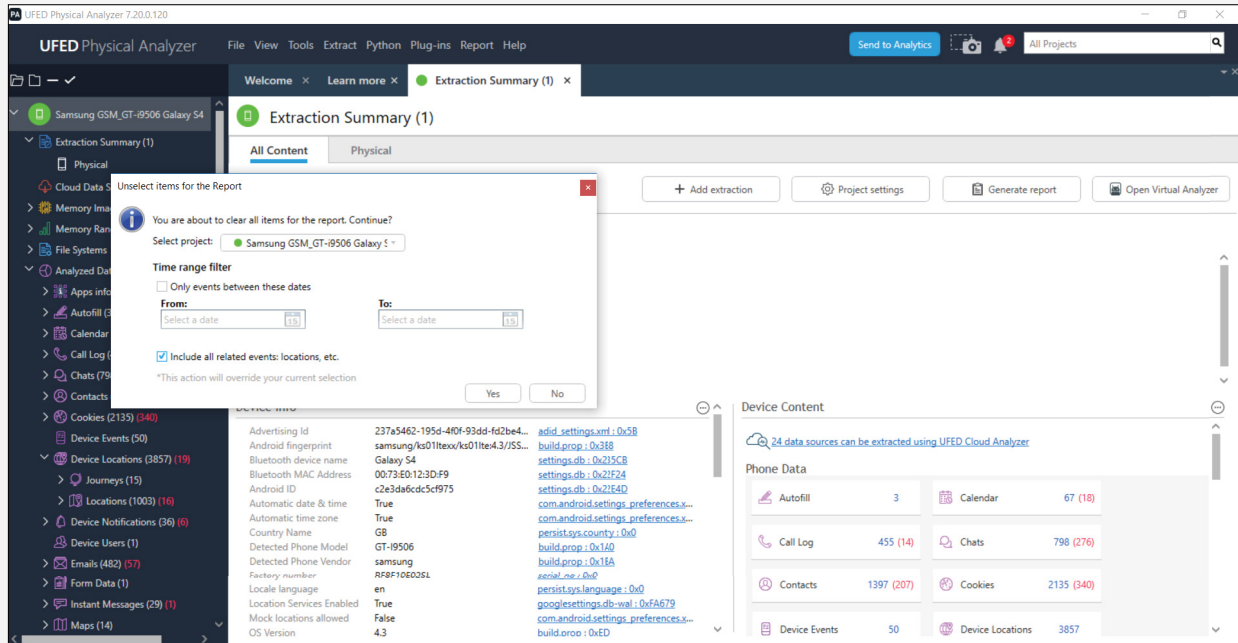 PA UFED Physical Analyzer 7.20.0.120
UFED Physical Analyzer File View Tools Extract Python Plug-ins Report Help Send to Analytics 2 All Projects
Welcome × Learn more × Extraction Summary (1) ×
Samsung GSM_GT-i9506 Galaxy S4
Extraction Summary (1)
Physical
Cloud Data S
Memory Ima
Memory Ran
File Systems
Analyzed Dat
Apps info
Autofill (3
Calendar
Call Log (
Chats (79
Contacts
Cookies (2135) (340)
Device Events (50)
Device Locations (3857) (19)
Journeys (15)
Locations (1003) (16)
Device Notifications (36) (6)
Device Users (1)
Emails (482) (57)
Form Data (1)
Instant Messages (29) (1)
Maps (14)
Extraction Summary (1)
All Content Physical
+ Add extraction Project settings Generate report Open Virtual Analyzer
Unselect items for the Report
You are about to clear all items for the report. Continue?
Select project: Samsung GSM_GT-i9506 Galaxy S
Time range filter
Only events between these dates
From: To:
Select a date 15 Select a date 15
Include all related events: locations, etc.
*This action will override your current selection
Yes No
Device Info
Advertising Id 237a5462-195d-4f0f-93dd-fd2be4... adid_settings.xml : 0x5B
Android fingerprint samsung/ks01ltexx/ks01lte:4.3/JSS... build.prop : 0x3E8
Bluetooth device name Galaxy S4
Bluetooth MAC Address 00:73:E0:12:3D:F9
Android ID c2e3da6cdc5cf975
Automatic date & time True com.android.settings_preferences.x...
Automatic time zone True com.android.settings_preferences.x...
Country Name GB persist.sys.country : 0x0
Detected Phone Model GT-I9506 build.prop : 0x1A0
Detected Phone Vendor samsung build.prop : 0x1EA
Factory number
Locale language en persist.sys.language : 0x0
Location Services Enabled True googlesettings.db-wal : 0xFA679
Mock locations allowed False com.android.settings_preferences.x...
OS Version 4.3 build.prop : 0xED
Device Content
24 data sources can be extracted using UFED Cloud Analyzer
Phone Data
Autofill 3 Calendar 67 (18)
Call Log 455 (14) Chats 798 (276)
Contacts 1397 (207) Cookies 2135 (340)
Device Events 50 Device Locations 3857